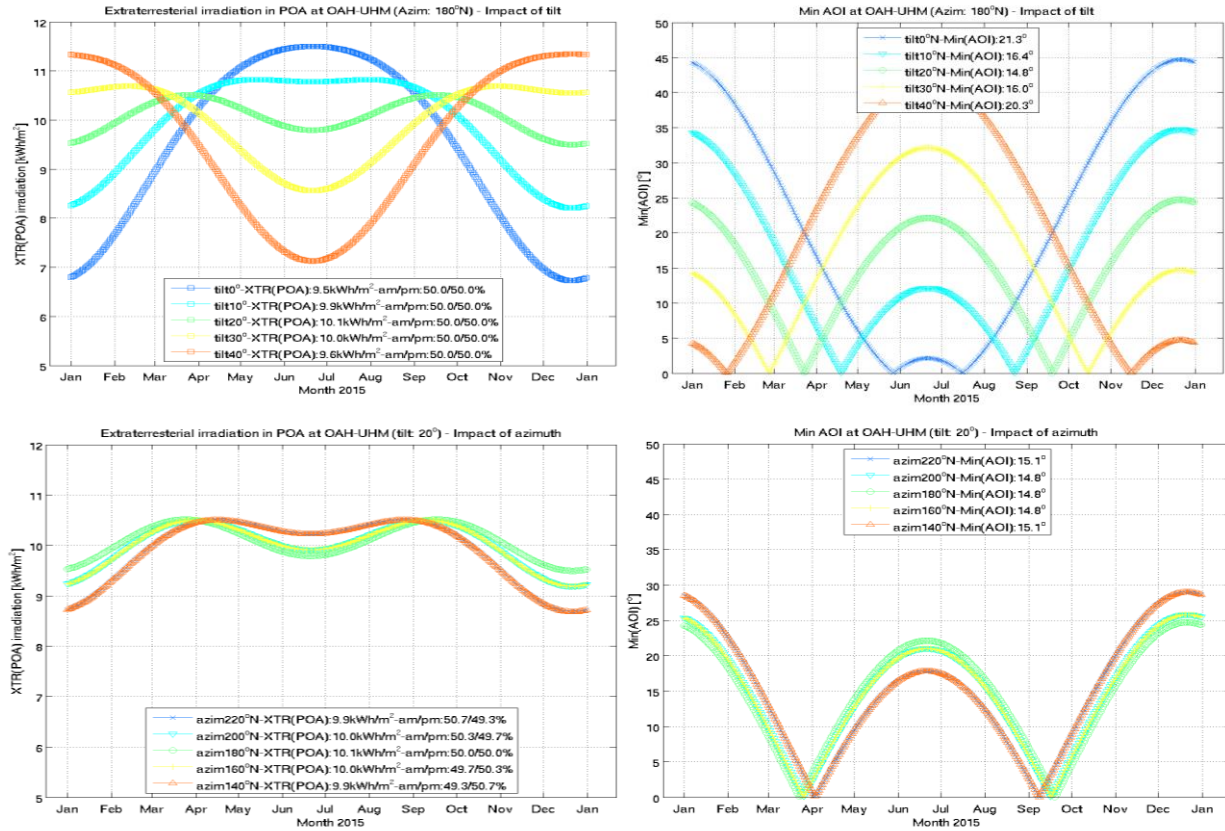 Extraterresterial irradiation in POA at OAH-UHM (Azim: 180°N) - Impact of tilt
XTR(POA) irradiation [kWh/m²]
12
11
10
9
8
7
6
5
tilt0°-XTR(POA):9.5kWh/m²-am/pm:50.0/50.0%
tilt10°-XTR(POA):9.9kWh/m²-am/pm:50.0/50.0%
tilt20°-XTR(POA):10.1kWh/m²-am/pm:50.0/50.0%
tilt30°-XTR(POA):10.0kWh/m²-am/pm:50.0/50.0%
tilt40°-XTR(POA):9.6kWh/m²-am/pm:50.0/50.0%
Jan Feb Mar Apr May Jun Jul Aug Sep Oct Nov Dec Jan
Month 2015
Min AOI at OAH-UHM (Azim: 180°N) - Impact of tilt
Min(AOI) [°]
50
45
40
35
30
25
20
15
10
5
0
tilt0°N-Min(AOI):21.3°
tilt10°N-Min(AOI):16.4°
tilt20°N-Min(AOI):14.8°
tilt30°N-Min(AOI):16.0°
tilt40°N-Min(AOI):20.3°
Jan Feb Mar Apr May Jun Jul Aug Sep Oct Nov Dec Jan
Month 2015
Extraterresterial irradiation in POA at OAH-UHM (tilt: 20°) - Impact of azimuth
XTR(POA) irradiation [kWh/m²]
12
11
10
9
8
7
6
5
azim220°N-XTR(POA):9.9kWh/m²-am/pm:50.7/49.3%
azim200°N-XTR(POA):10.0kWh/m²-am/pm:50.3/49.7%
azim180°N-XTR(POA):10.1kWh/m²-am/pm:50.0/50.0%
azim160°N-XTR(POA):10.0kWh/m²-am/pm:49.7/50.3%
azim140°N-XTR(POA):9.9kWh/m²-am/pm:49.3/50.7%
Jan Feb Mar Apr May Jun Jul Aug Sep Oct Nov Dec Jan
Month 2015
Min AOI at OAH-UHM (tilt: 20°) - Impact of azimuth
Min(AOI) [°]
50
45
40
35
30
25
20
15
10
5
0
azim220°N-Min(AOI):15.1°
azim200°N-Min(AOI):14.8°
azim180°N-Min(AOI):14.8°
azim160°N-Min(AOI):14.8°
azim140°N-Min(AOI):15.1°
Jan Feb Mar Apr May Jun Jul Aug Sep Oct Nov Dec Jan
Month 2015